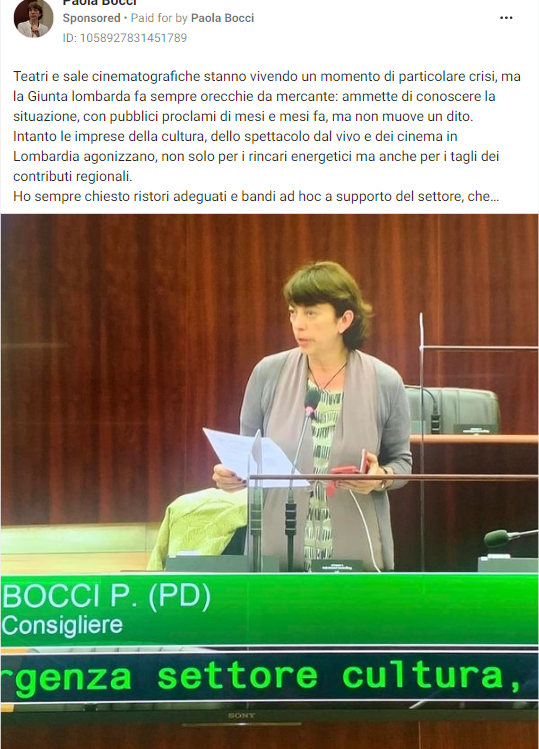 Paola Bocci
Sponsored • Paid for by Paola Bocci
ID: 1058927831451789
Teatri e sale cinematografiche stanno vivendo un momento di particolare crisi, ma
la Giunta lombarda fa sempre orecchie da mercante: ammette di conoscere la
situazione, con pubblici proclami di mesi e mesi fa, ma non muove un dito.
Intanto le imprese della cultura, dello spettacolo dal vivo e dei cinema in
Lombardia agonizzano, non solo per i rincari energetici ma anche per i tagli dei
contributi regionali.
Ho sempre chiesto ristori adeguati e bandi ad hoc a supporto del settore, che...
BOCCI P. (PD)
Consigliere
rgenza settore cultura,
SONY